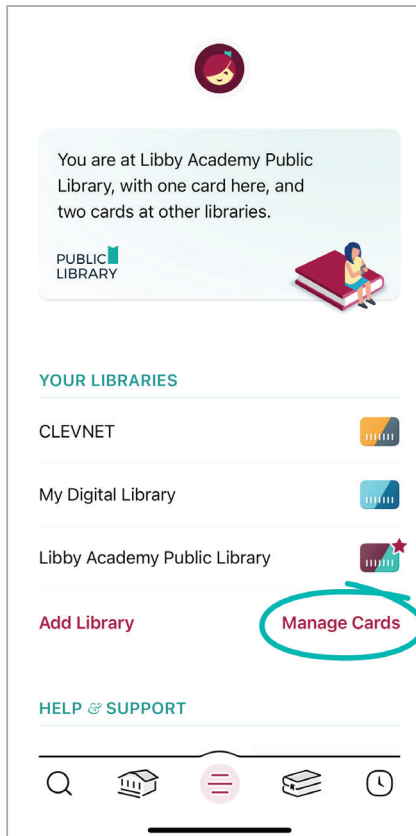 You are at Libby Academy Public
Library, with one card here, and
two cards at other libraries.
PUBLIC
LIBRARY
YOUR LIBRARIES
CLEVNET
My Digital Library
Libby Academy Public Library
Add Library
Manage Cards
HELP & SUPPORT